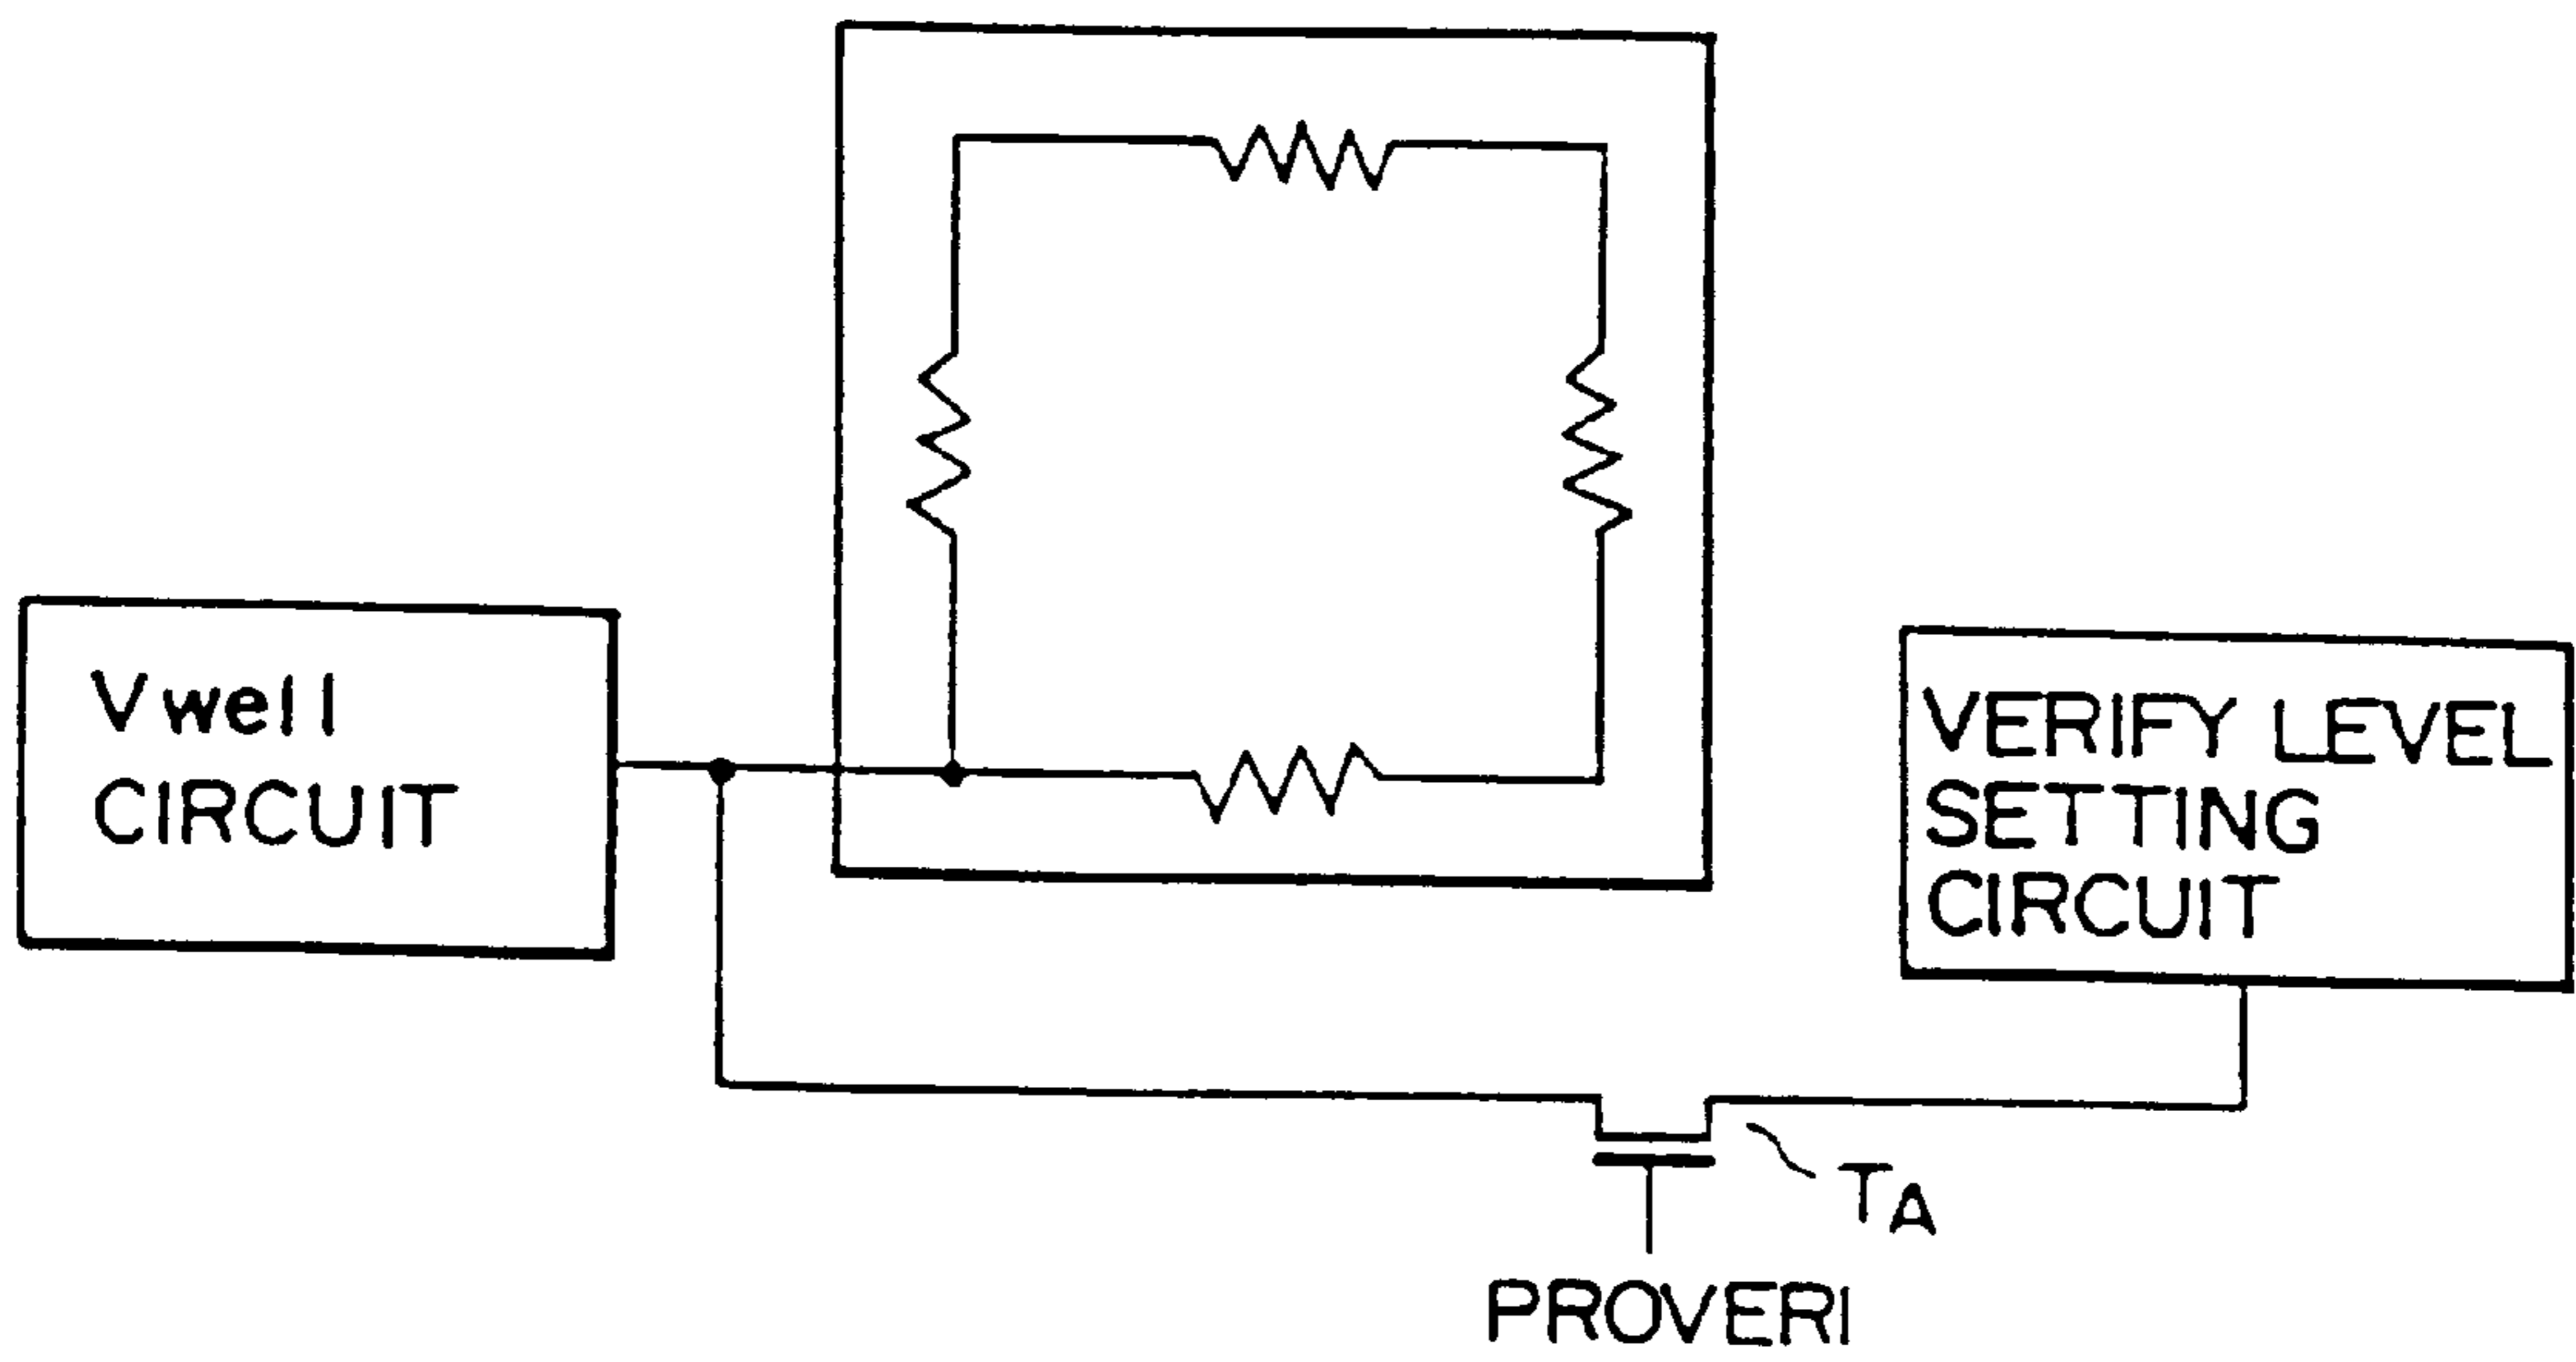 Vwell
CIRCUIT
VERIFY LEVEL
SETTING
CIRCUIT
TA
PROVERI